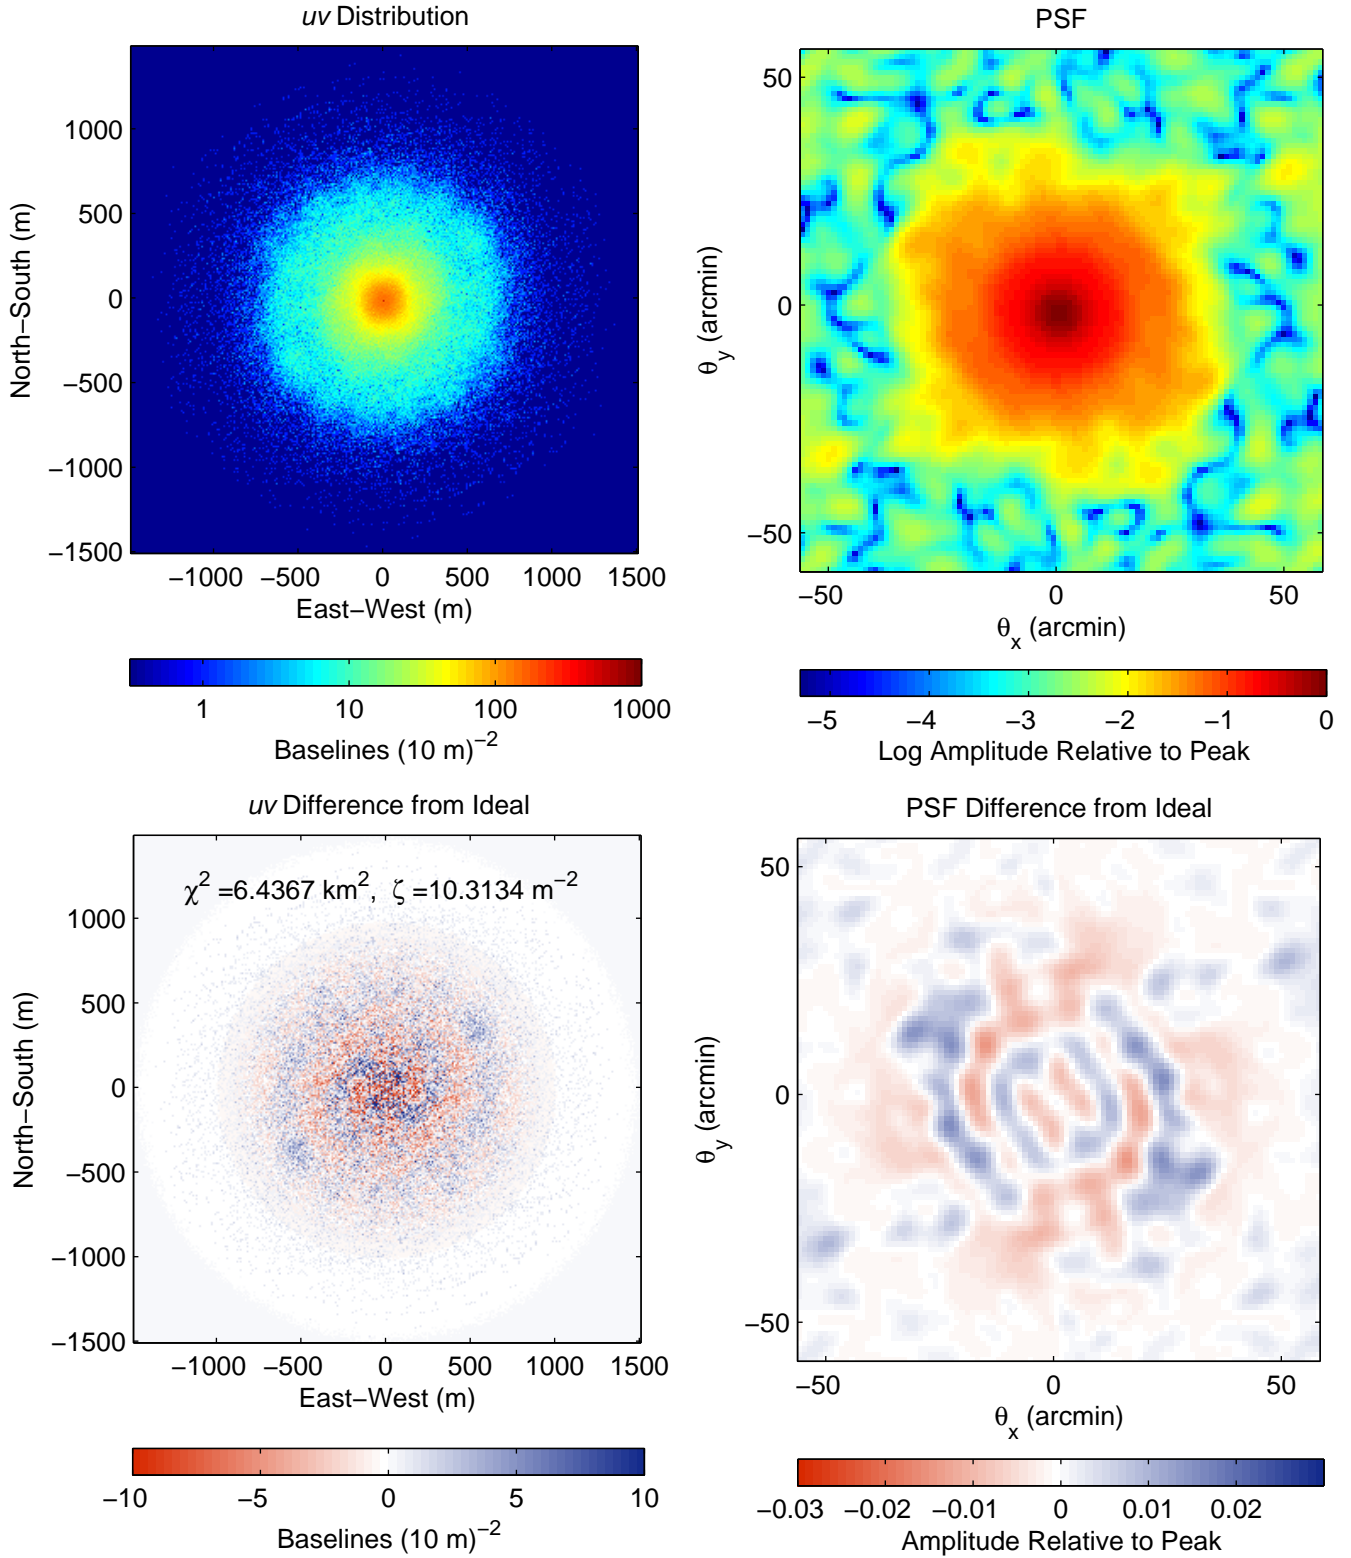 uv Distribution
1000
500
0
−500
−1000
−1500
North−South (m)
−1000 −500 0 500 1000 1500
East−West (m)
1 10 100 1000
Baselines (10 m)−2
PSF
50
0
−50
θy (arcmin)
−50 0 50
θx (arcmin)
−5 −4 −3 −2 −1 0
Log Amplitude Relative to Peak
uv Difference from Ideal
χ2 =6.4367 km2, ζ =10.3134 m−2
1000
500
0
−500
−1000
−1500
North−South (m)
−1000 −500 0 500 1000 1500
East−West (m)
−10 −5 0 5 10
Baselines (10 m)−2
PSF Difference from Ideal
50
0
−50
θy (arcmin)
−50 0 50
θx (arcmin)
−0.03 −0.02 −0.01 0 0.01 0.02
Amplitude Relative to Peak